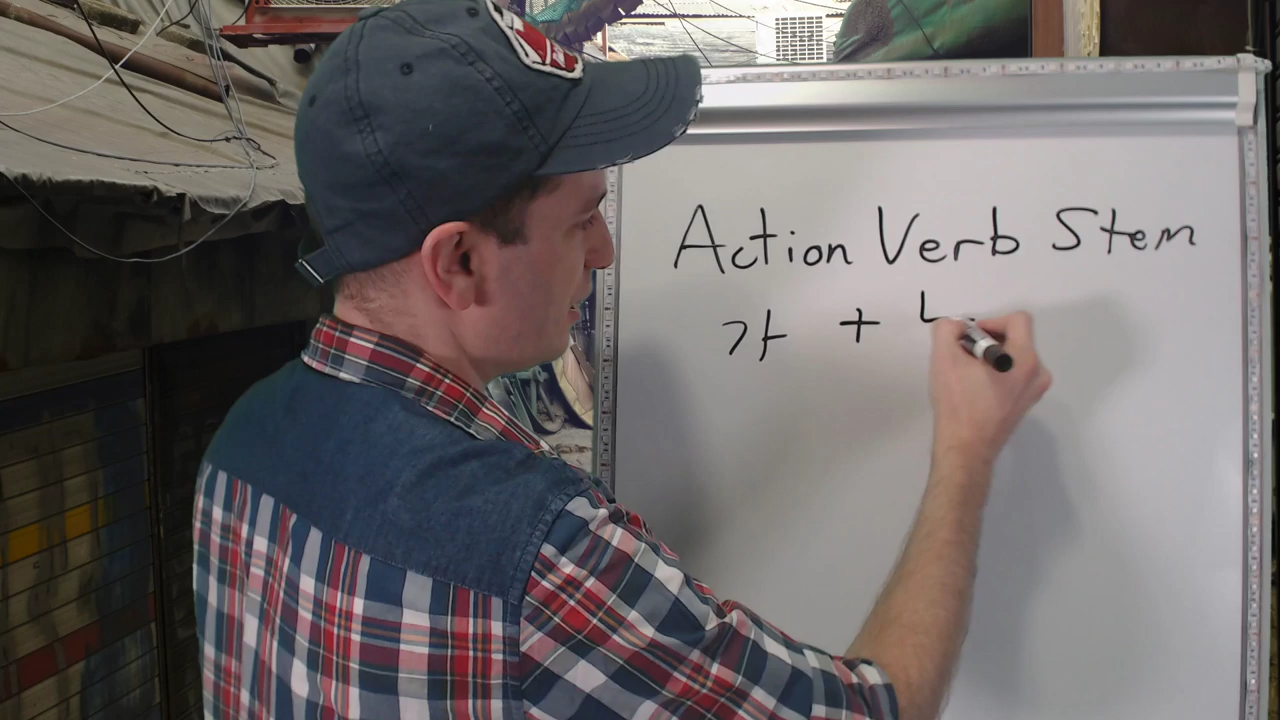 Action Verb Stem
가 + ㄴ